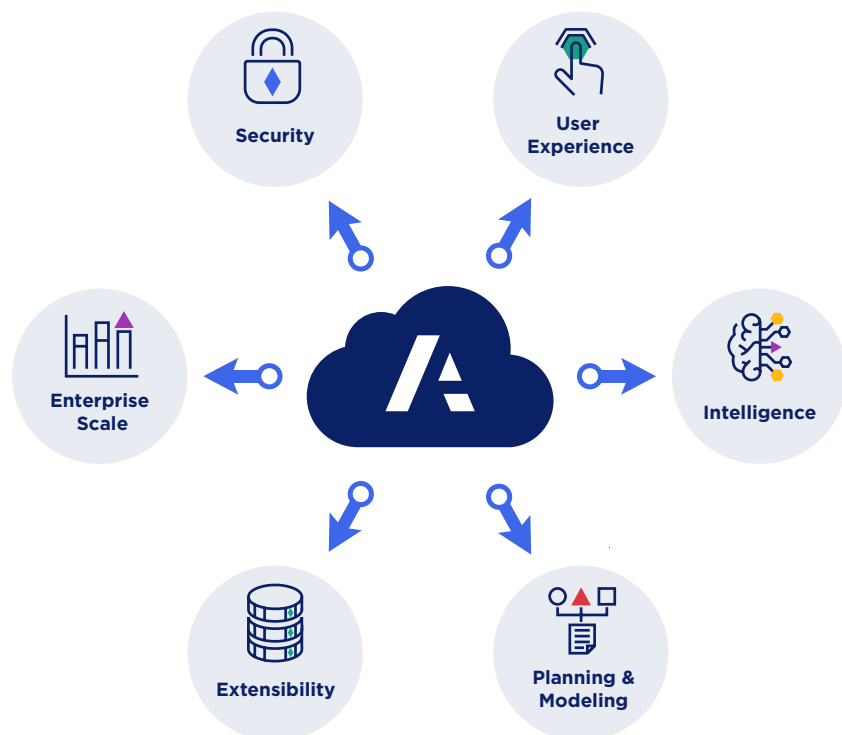 Security
User
Experience
Enterprise
Scale
A
Intelligence
Extensibility
Planning &
Modeling